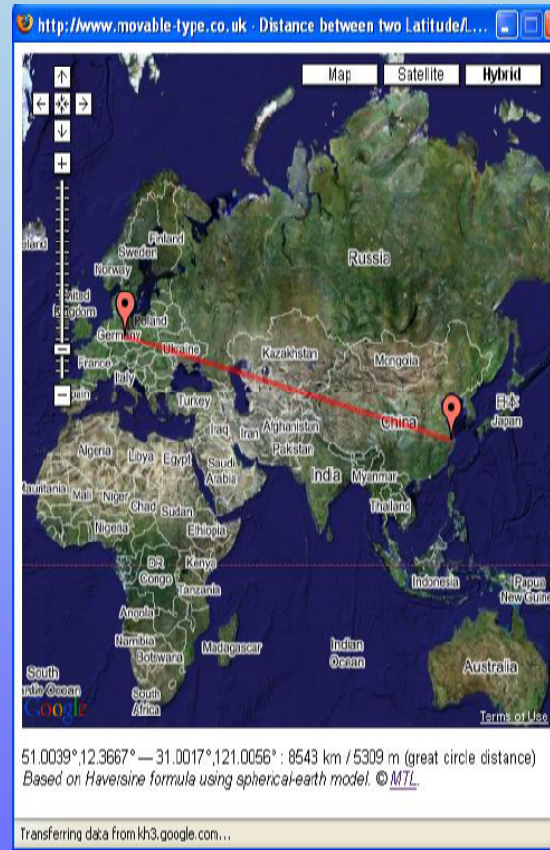 http://www.movable-type.co.uk - Distance between two Latitude/L...
Map Satellite Hybrid
Finland
Sweden
Norway
Russia
United Kingdom
Poland
Germany
Ukraine
France
Kazakhstan
Mongolia
Italy
Turkey
China
日本
Japan
Iraq
Iran
Afghanistan
Pakistan
Algeria
Libya
Egypt
Saudi Arabia
India
Myanmar
Mali
Niger
Chad
Sudan
Thailand
Nigeria
Ethiopia
DR Congo
Kenya
Tanzania
Indonesia
Papua
New Guine
Angola
Namibia
Botswana
Madagascar
Indian
Ocean
Australia
South
Africa
South
Google
Terms of Use
51.0039°,12.3667° — 31.0017°,121.0056° : 8543 km / 5309 m (great circle distance)
Based on Haversine formula using spherical-earth model. © MTL.
Transferring data from kh3.google.com...